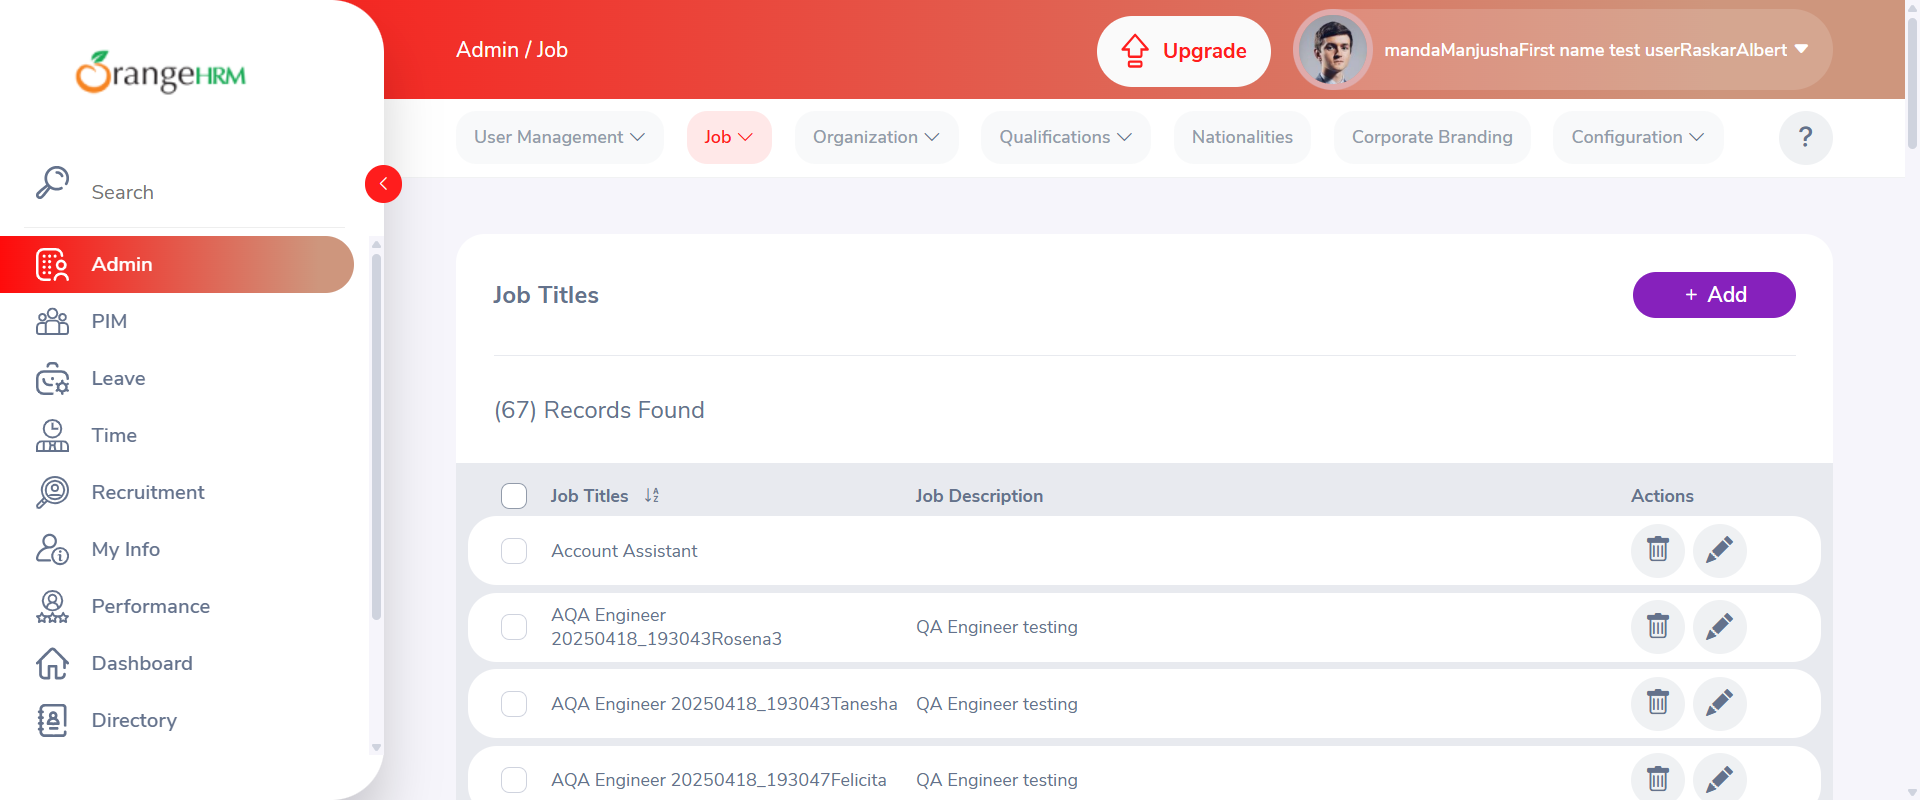 OrangeHRM
Admin / Job
Upgrade
mandaManjushaFirst name test userRaskarAlbert
User Management
Job
Organization
Qualifications
Nationalities
Corporate Branding
Configuration
?
Search
Admin
PIM
Leave
Time
Recruitment
My Info
Performance
Dashboard
Directory
Job Titles
+ Add
(67) Records Found
Job Titles
Job Description
Actions
Account Assistant
AQA Engineer
20250418_193043Rosena3
QA Engineer testing
AQA Engineer 20250418_193043Tanesha
QA Engineer testing
AQA Engineer 20250418_193047Felicita
QA Engineer testing